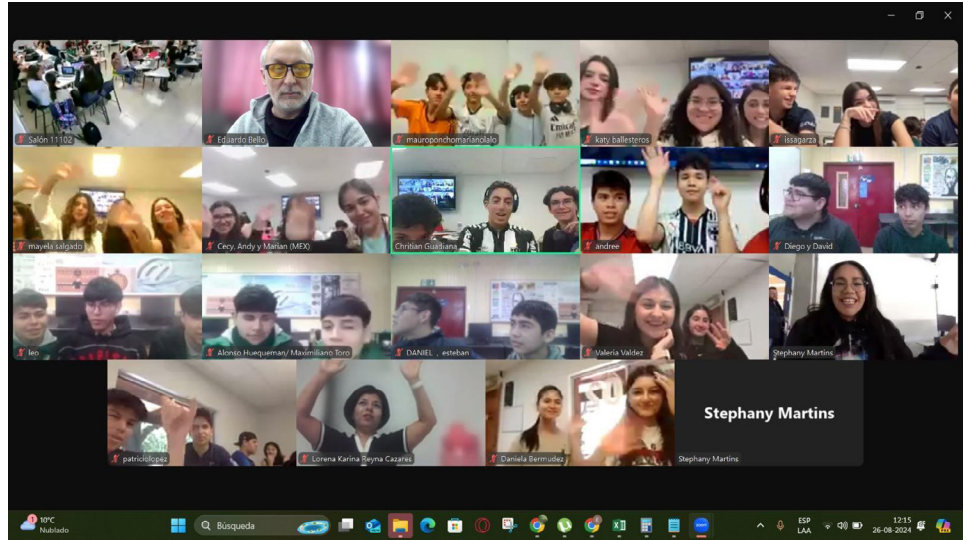 Salón 11102
Eduardo Bello
mauroponchomarianolalo
katy ballesteros
issagarza
mayela salgado
Cecy, Andy y Marian (MEX)
Chritian Guadiana
andree
Diego y David
leo
Alonso Huequeman/ Maximiliano Toro
DANIEL , esteban
Valeria Valdez
Stephany Martins
patriciolopez
Lorena Karina Reyna Cazares
Daniela Bermudez
Stephany Martins
Stephany Martins
1
10°C
Nublado
Búsqueda
ESP
LAA
12:15
26-08-2024